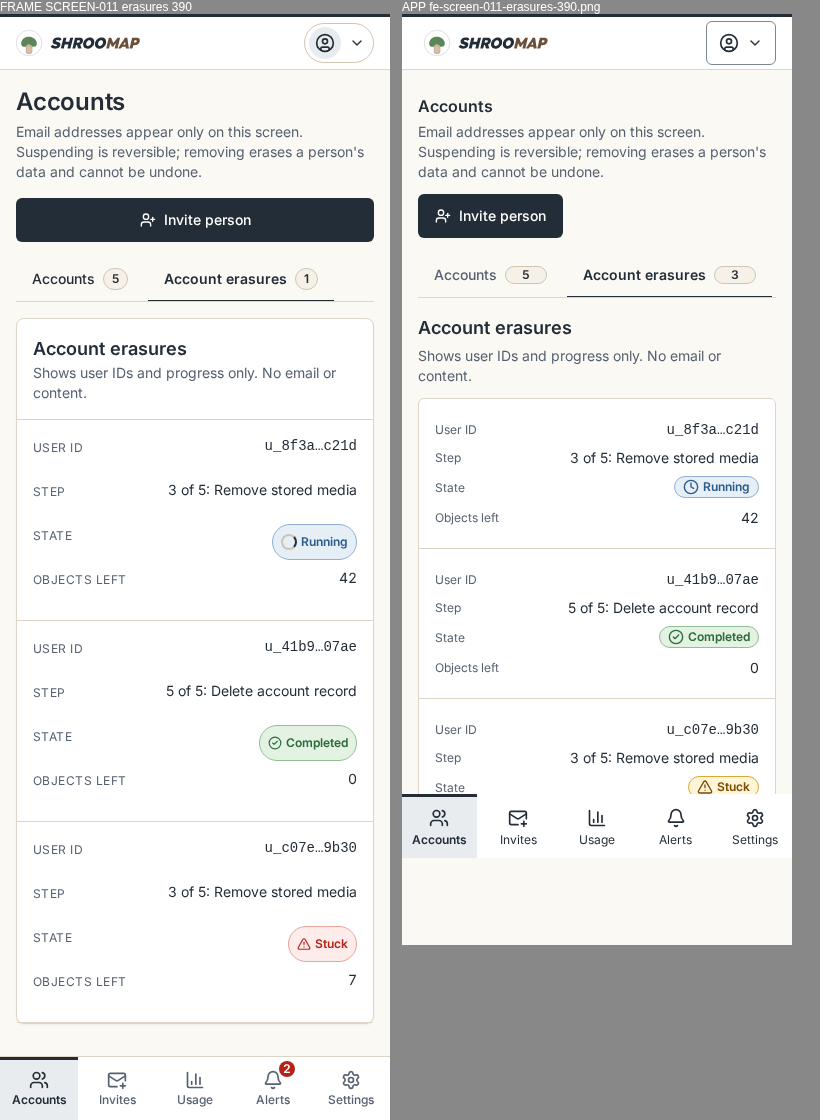 FRAME SCREEN-011 erasures 390
SHROOMAP
Accounts
Email addresses appear only on this screen.
Suspending is reversible; removing erases a person's
data and cannot be undone.
Invite person
Accounts 5 Account erasures 1
Account erasures
Shows user IDs and progress only. No email or
content.
USER ID u_8f3a…c21d
STEP 3 of 5: Remove stored media
STATE Running
OBJECTS LEFT 42
USER ID u_41b9…07ae
STEP 5 of 5: Delete account record
STATE Completed
OBJECTS LEFT 0
USER ID u_c07e…9b30
STEP 3 of 5: Remove stored media
STATE Stuck
OBJECTS LEFT 7
Accounts Invites Usage 2 Alerts Settings
APP fe-screen-011-erasures-390.png
SHROOMAP
Accounts
Email addresses appear only on this screen.
Suspending is reversible; removing erases a person's
data and cannot be undone.
Invite person
Accounts 5 Account erasures 3
Account erasures
Shows user IDs and progress only. No email or
content.
User ID u_8f3a…c21d
Step 3 of 5: Remove stored media
State Running
Objects left 42
User ID u_41b9…07ae
Step 5 of 5: Delete account record
State Completed
Objects left 0
User ID u_c07e…9b30
Step 3 of 5: Remove stored media
State Stuck
Accounts Invites Usage Alerts Settings